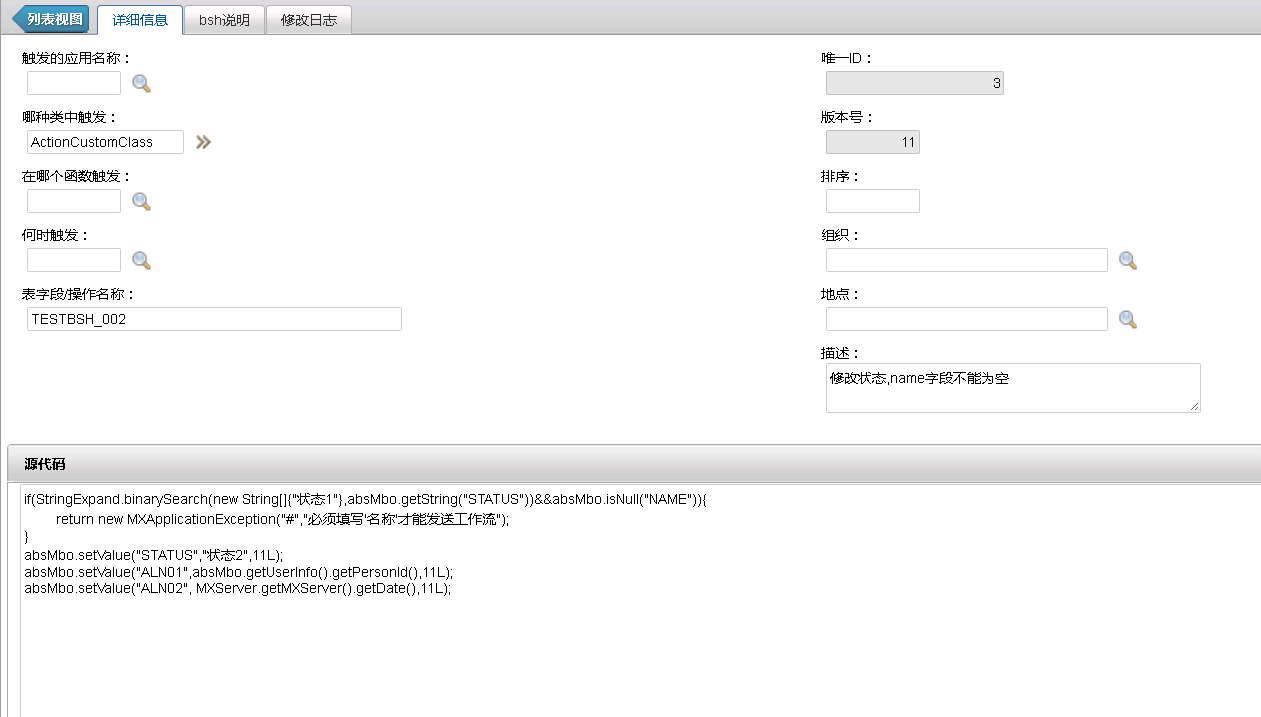 列表视图 详细信息 bsh说明 修改日志
触发的应用名称：
唯一ID：
3
哪种类中触发：
ActionCustomClass
版本号：
11
在哪个函数触发：
排序：
何时触发：
组织：
表字段/操作名称：
TESTBSH_002
地点：
描述：
修改状态,name字段不能为空
源代码
if(StringExpand.binarySearch(new String[]{"状态1"},absMbo.getString("STATUS"))&&absMbo.isNull("NAME")){
return new MXApplicationException("#","必须填写'名称'才能发送工作流");
}
absMbo.setValue("STATUS","状态2",11L);
absMbo.setValue("ALN01",absMbo.getUserInfo().getPersonId(),11L);
absMbo.setValue("ALN02", MXServer.getMXServer().getDate(),11L);